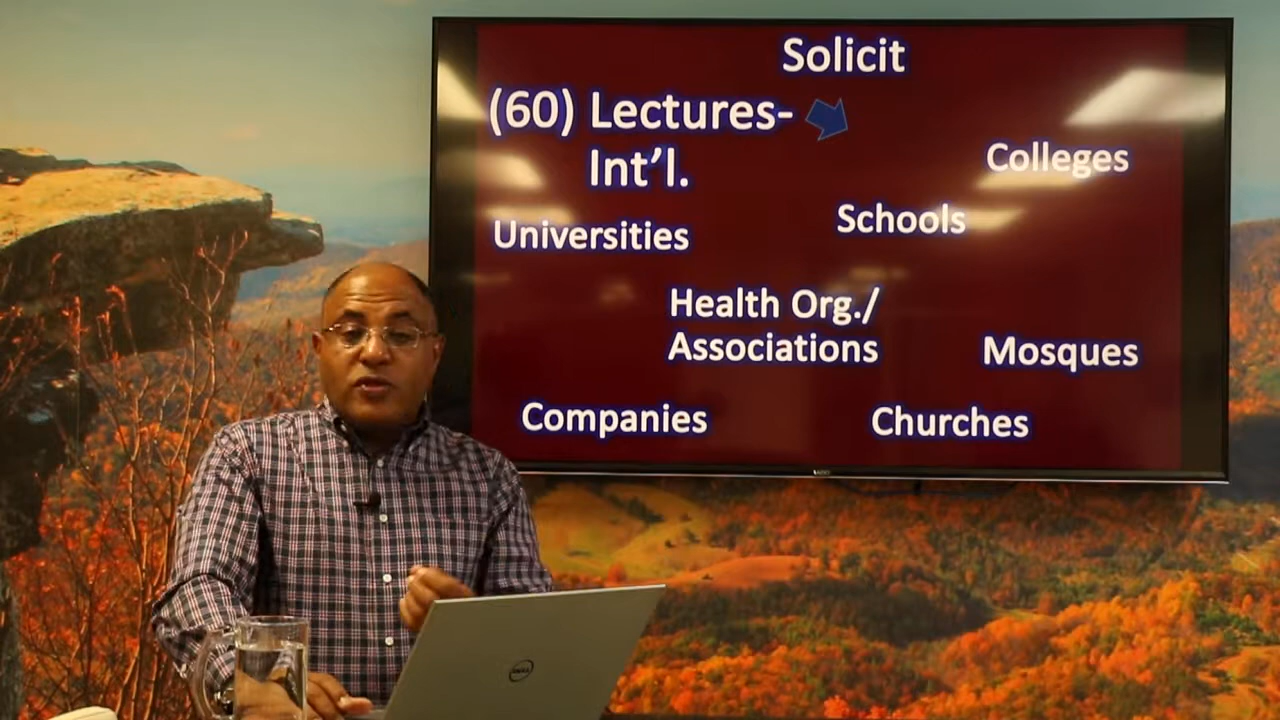 Solicit
(60) Lectures-
Int'l.
Colleges
Schools
Universities
Health Org./
Associations
Mosques
Companies
Churches
DELL